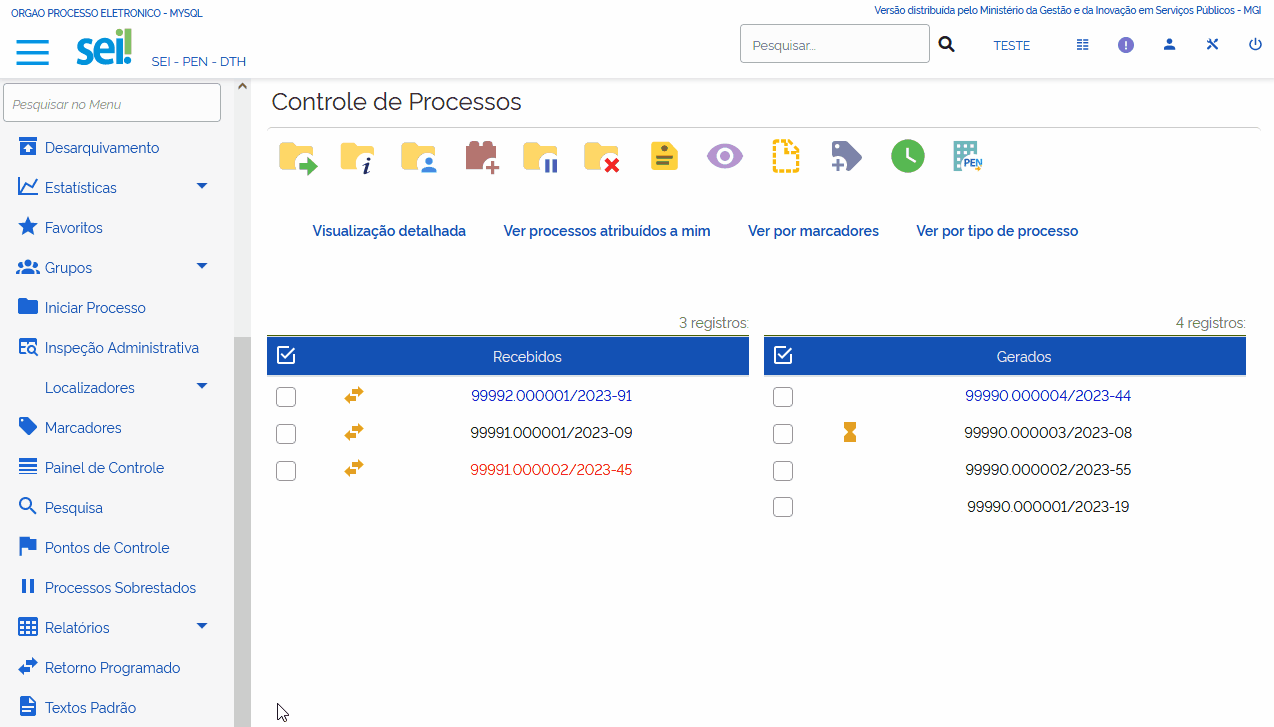 ORGAO PROCESSO ELETRONICO - MYSQL
Versão distribuída pelo Ministério da Gestão e da Inovação em Serviços Públicos - MGI
sei!
SEI - PEN - DTH
Pesquisar...
TESTE
Pesquisar no Menu
Desarquivamento
Estatísticas
Favoritos
Grupos
Iniciar Processo
Inspeção Administrativa
Localizadores
Marcadores
Painel de Controle
Pesquisa
Pontos de Controle
Processos Sobrestados
Relatórios
Retorno Programado
Textos Padrão
Controle de Processos
PEN
Visualização detalhada
Ver processos atribuídos a mim
Ver por marcadores
Ver por tipo de processo
3 registros:
Recebidos
99992.000001/2023-91
99991.000001/2023-09
99991.000002/2023-45
4 registros:
Gerados
99990.000004/2023-44
99990.000003/2023-08
99990.000002/2023-55
99990.000001/2023-19